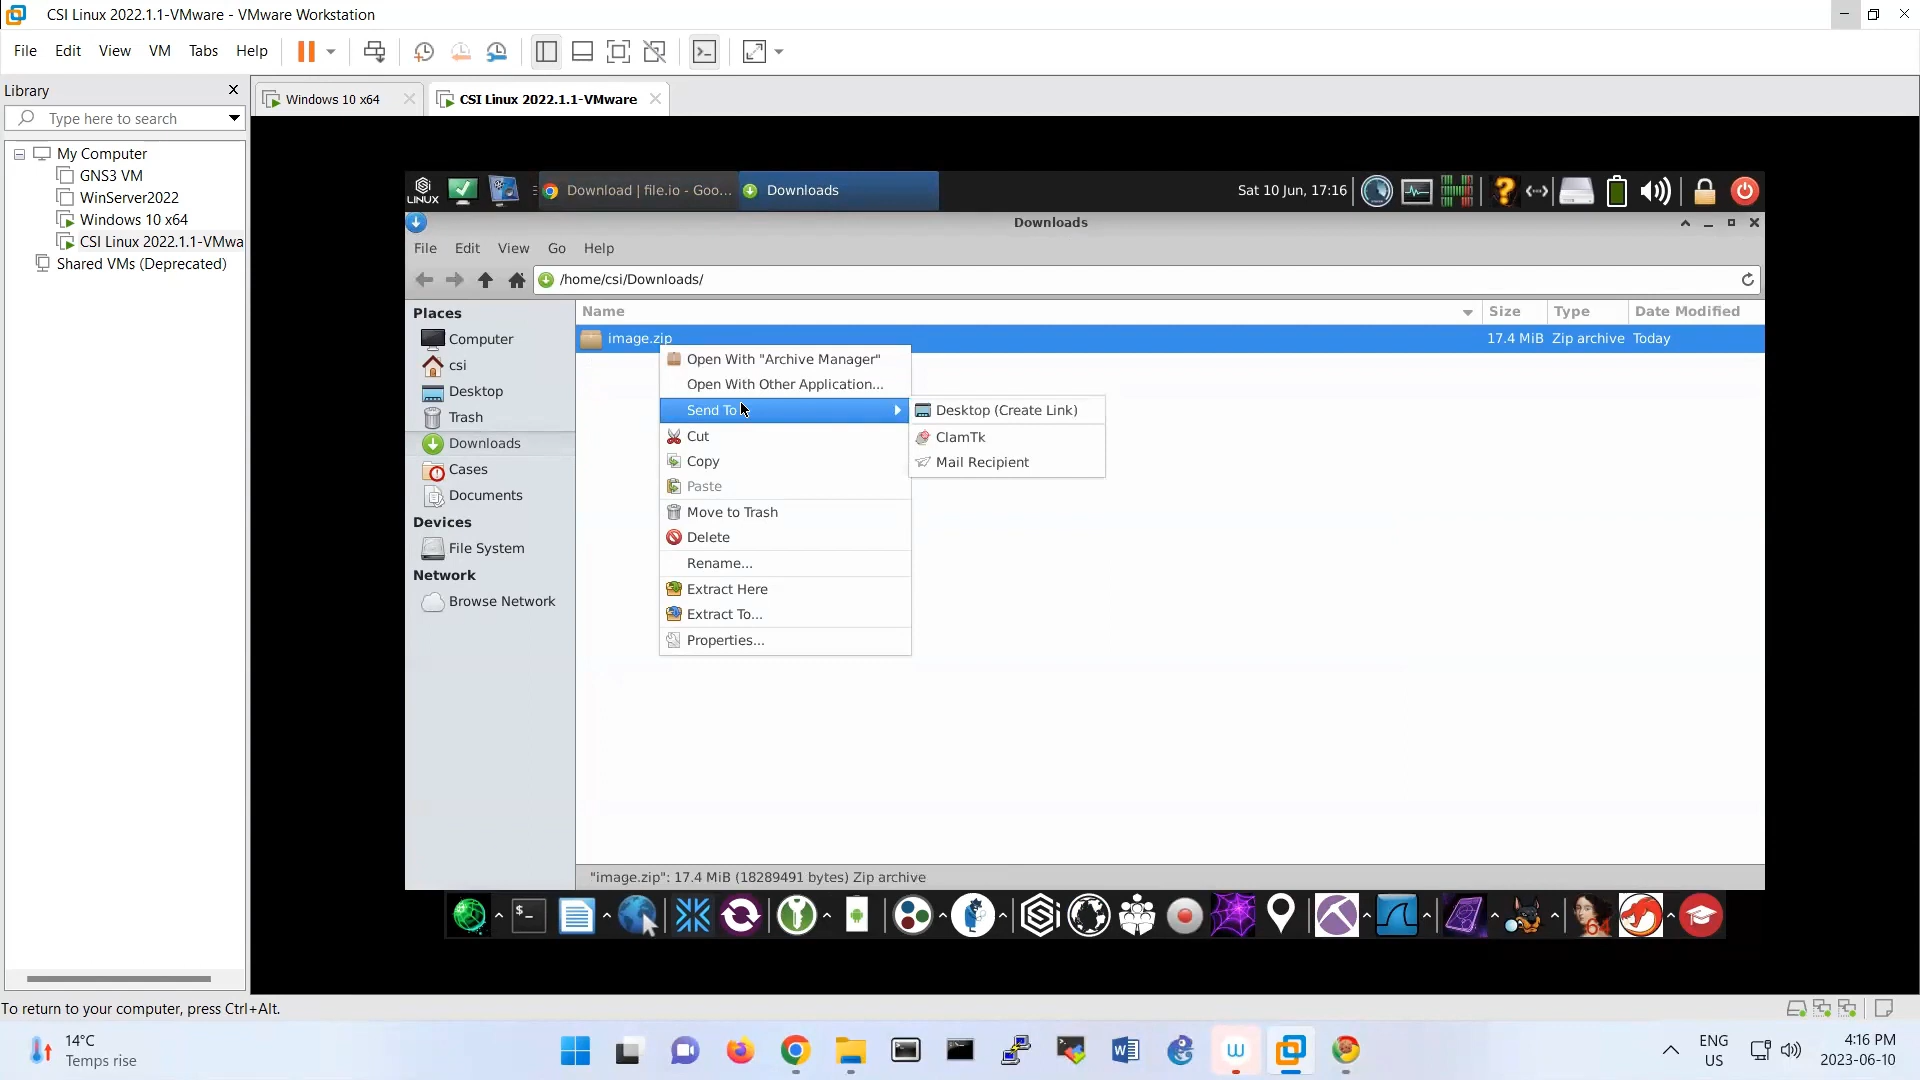 CSI Linux 2022.1.1-VMware - VMware Workstation
File Edit View VM Tabs Help
Library
Type here to search
My Computer
GNS3 VM
WinServer2022
Windows 10 x64
CSI Linux 2022.1.1-VMwa
Shared VMs (Deprecated)
Windows 10 x64
CSI Linux 2022.1.1-VMware
LINUX
Download | file.io - Goo...
Downloads
Sat 10 Jun, 17:16
Downloads
File Edit View Go Help
/home/csi/Downloads/
Places
Computer
csi
Desktop
Trash
Downloads
Cases
Documents
Devices
File System
Network
Browse Network
Name Size Type Date Modified
image.zip 17.4 MiB Zip archive Today
Open With "Archive Manager"
Open With Other Application...
Send To
Cut
Copy
Paste
Move to Trash
Delete
Rename...
Extract Here
Extract To...
Properties...
Desktop (Create Link)
ClamTk
Mail Recipient
"image.zip": 17.4 MiB (18289491 bytes) Zip archive
$_
64
To return to your computer, press Ctrl+Alt.
14°C
Temps rise
W
w
ENG
US
4:16 PM
2023-06-10